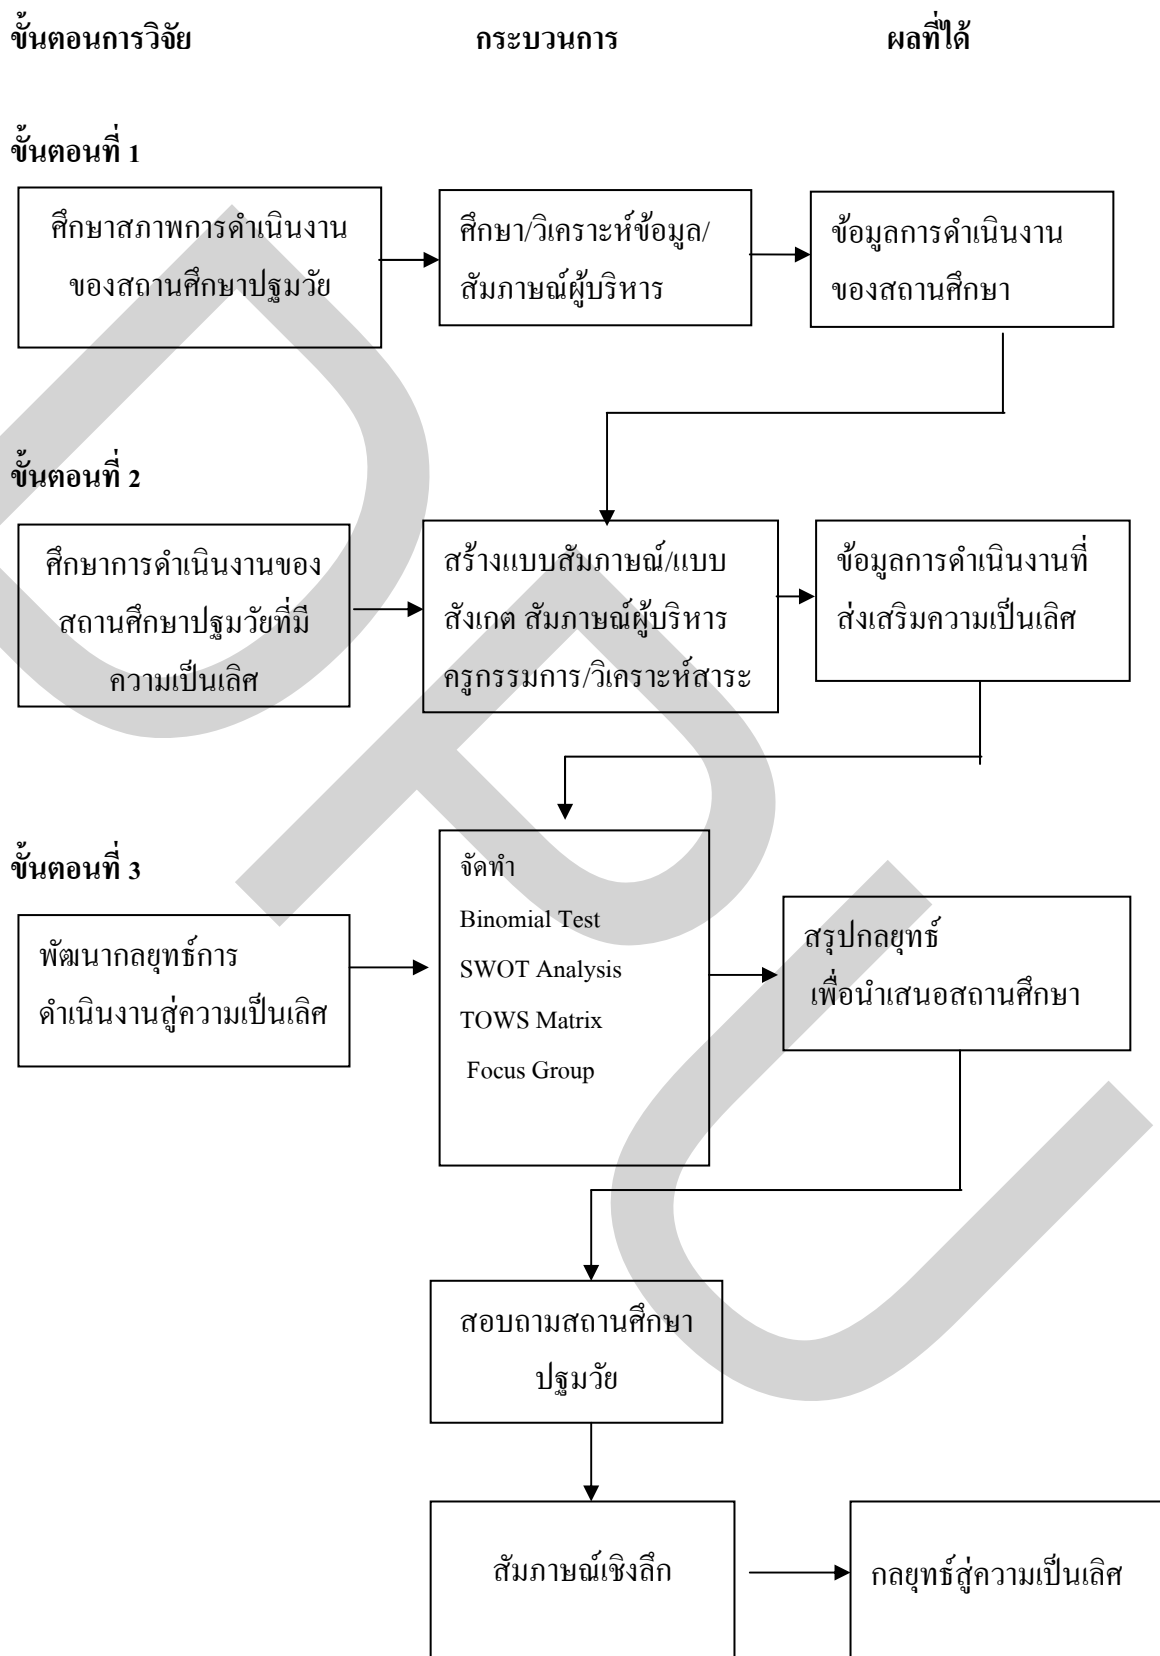 ขั้นตอนการวิจัย กระบวนการ ผลที่ได้
ขั้นตอนที่ 1
ศึกษาสภาพการดำเนินงาน
ของสถานศึกษาปฐมวัย
ศึกษา/วิเคราะห์ข้อมูล/
สัมภาษณ์ผู้บริหาร
ข้อมูลการดำเนินงาน
ของสถานศึกษา
ขั้นตอนที่ 2
ศึกษาการดำเนินงานของ
สถานศึกษาปฐมวัยที่มี
ความเป็นเลิศ
สร้างแบบสัมภาษณ์/แบบ
สังเกต สัมภาษณ์ผู้บริหาร
ครูกรรมการ/วิเคราะห์สาระ
ข้อมูลการดำเนินงานที่
ส่งเสริมความเป็นเลิศ
ขั้นตอนที่ 3
พัฒนากลยุทธ์การ
ดำเนินงานสู่ความเป็นเลิศ
จัดทำ
Binomial Test
SWOT Analysis
TOWS Matrix
Focus Group
สรุปกลยุทธ์
เพื่อนำเสนอสถานศึกษา
สอบถามสถานศึกษา
ปฐมวัย
สัมภาษณ์เชิงลึก
กลยุทธ์สู่ความเป็นเลิศ
DPU